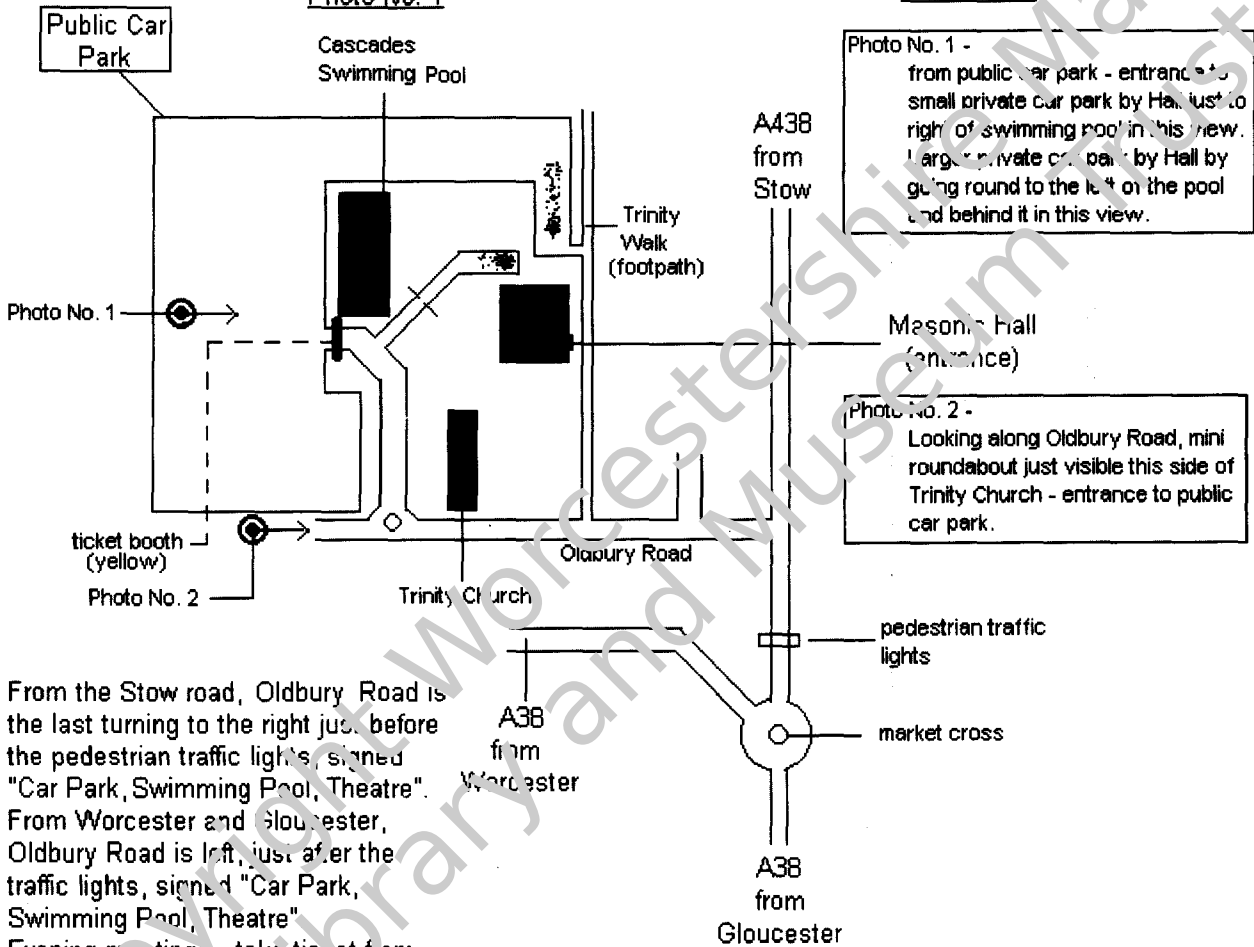 Photo No. 1
Public Car
Park
Cascades
Swimming Pool
A438
from
Stow
Photo No. 1 -
from public car park - entrance to
small private car park by Hall just to
right of swimming pool in this view.
Larger private car park by Hall by
going round to the left of the pool
and behind it in this view.
Trinity
Walk
(footpath)
Photo No. 1
Masonic Hall
(entrance)
Photo No. 2 -
Looking along Oldbury Road, mini
roundabout just visible this side of
Trinity Church - entrance to public
car park.
ticket booth
(yellow)
Photo No. 2
Trinity Church
Oldbury Road
pedestrian traffic
lights
market cross
A38
from
Worcester
A38
from
Gloucester
From the Stow road, Oldbury Road is
the last turning to the right just before
the pedestrian traffic lights, signed
"Car Park, Swimming Pool, Theatre".
From Worcester and Gloucester,
Oldbury Road is left, just after the
traffic lights, signed "Car Park,
Swimming Pool, Theatre"
Evening meeting take ticket from
Copyright Worcestershire
Library and Museum Trust